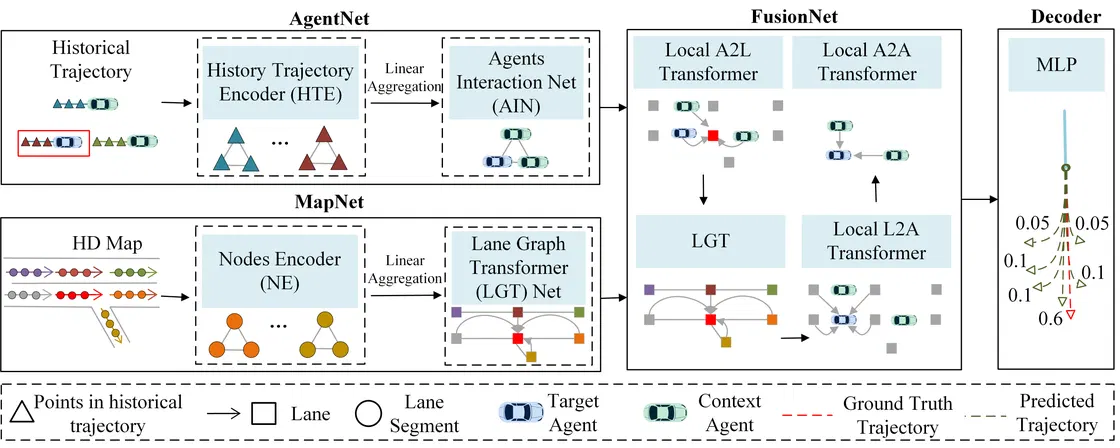 AgentNet
Historical
Trajectory
History Trajectory
Encoder (HTE)
...
Linear
Aggregation
Agents
Interaction Net
(AIN)
MapNet
HD Map
Nodes Encoder
(NE)
...
Linear
Aggregation
Lane Graph
Transformer
(LGT) Net
FusionNet
Local A2L
Transformer
Local A2A
Transformer
LGT
Local L2A
Transformer
Decoder
MLP
0.05 0.05
0.1 0.1
0.1
0.6
Points in historical
trajectory
Lane
Lane
Segment
Target
Agent
Context
Agent
Ground Truth
Trajectory
Predicted
Trajectory